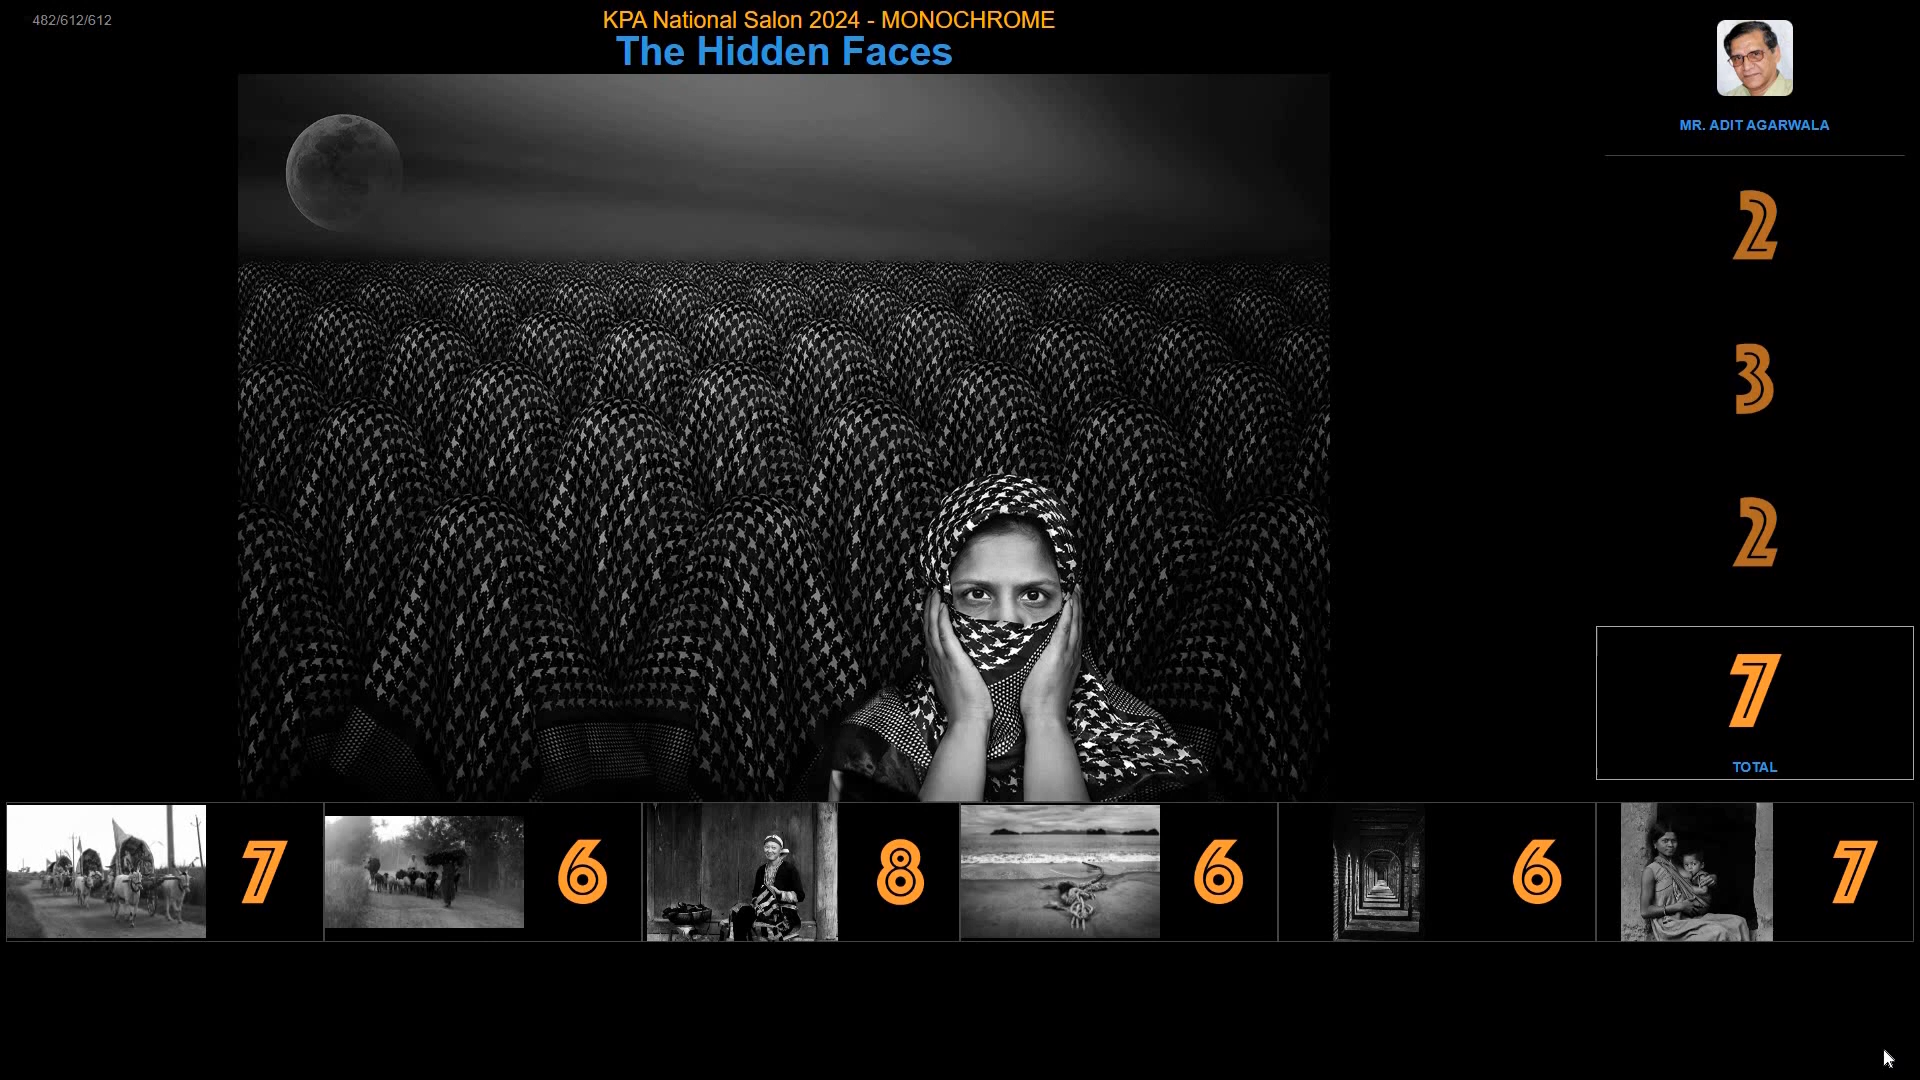 482/612/612
KPA National Salon 2024 - MONOCHROME
The Hidden Faces
MR. ADIT AGARWALA
2
3
2
7
TOTAL
7
6
8
6
6
7